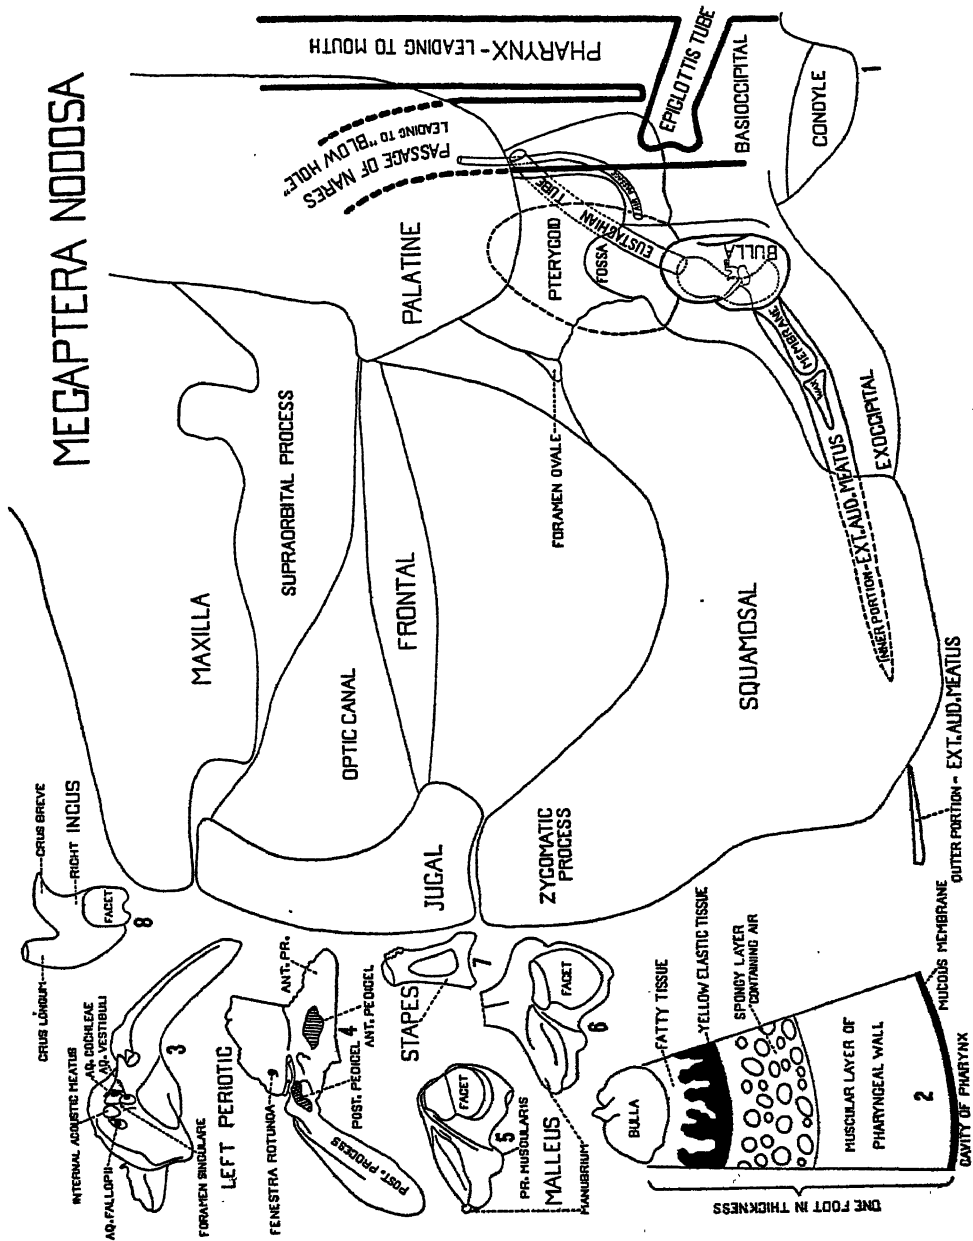 MEGAPTERA NODOSA
CRUS LONGUM
CRUS BREVE
RIGHT INCUS
FACET
8
INTERNAL ACOUSTIC MEATUS
AQ. COCHLEAE
AQ. VESTIBULI
AQ. FALLOPII
FORAMEN SINGULARE
3
LEFT PERIOTIC
FENESTRA ROTUNDA
ANT. PR.
4
POST. PEDICEL
ANT. PEDICEL
POST. PROCESS
STAPES
7
FACET
5
PR. MUSCULARIS
MALLEUS
MANUBRIUM
FACET
6
BULLA
FATTY TISSUE
YELLOW ELASTIC TISSUE
SPONGY LAYER
CONTAINING AIR
MUSCULAR LAYER OF
PHARYNGEAL WALL
2
MUCOUS MEMBRANE
CAVITY OF PHARYNX
ONE FOOT IN THICKNESS
MAXILLA
SUPRAORBITAL PROCESS
OPTIC CANAL
FRONTAL
JUGAL
ZYGOMATIC
PROCESS
SQUAMOSAL
FORAMEN OVALE
PALATINE
PTERYGOID
FOSSA
EUSTACHIAN
TUBE
BULLA
MEMBRANE
WAX
EXT. AUD. MEATUS
INNER PORTION-EXT. AUD. MEATUS
OUTER PORTION - EXT. AUD. MEATUS
EXOCCIPITAL
PASSAGE OF NARES
LEADING TO "BLOW HOLE"
PHARYNX - LEADING TO MOUTH
EPIGLOTTIS TUBE
BASIOCCIPITAL
CONDYLE
1